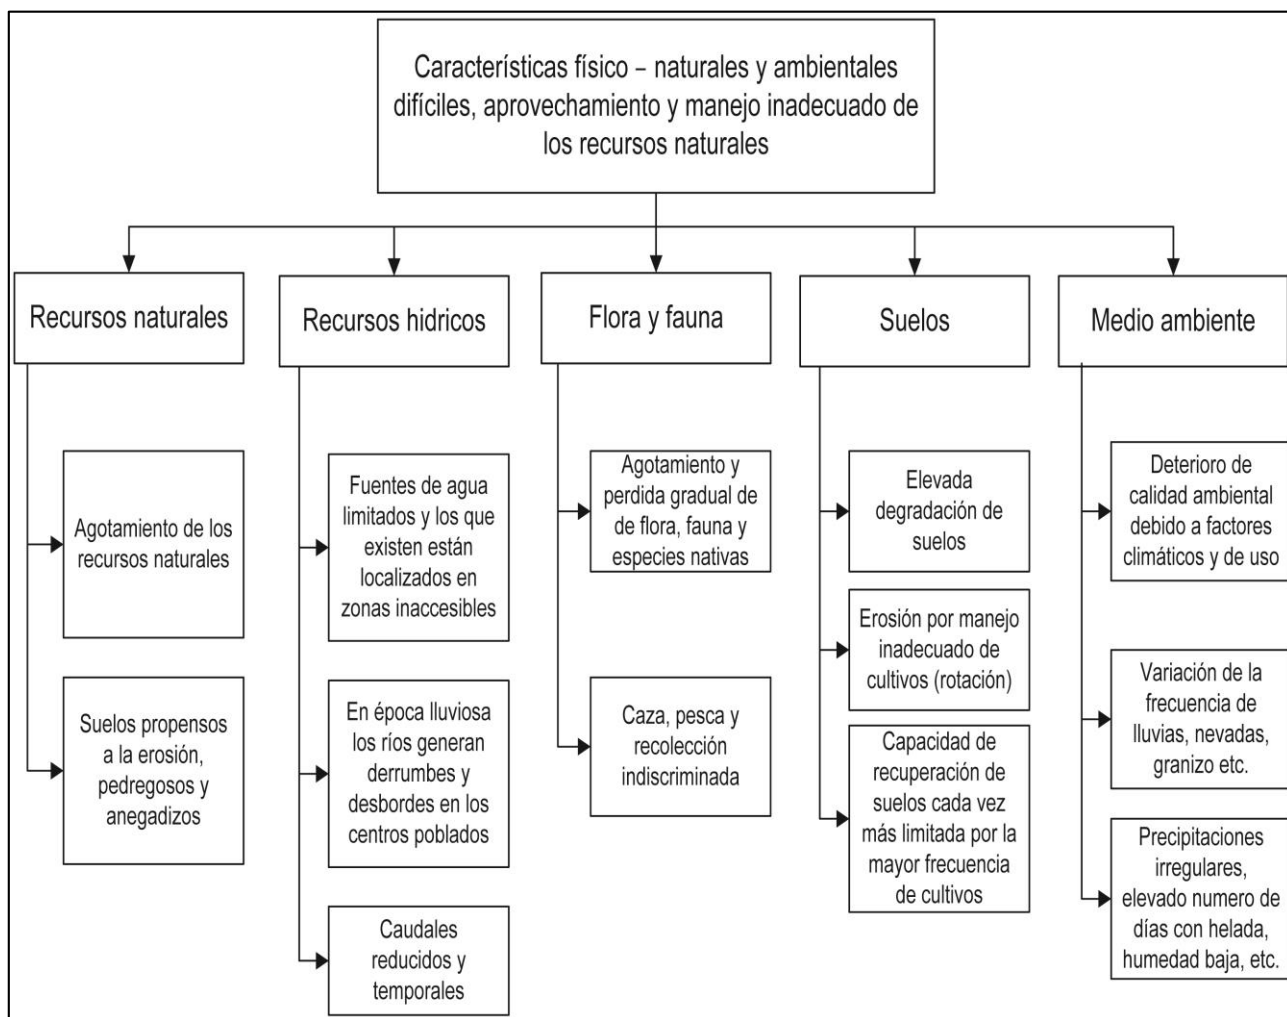 Características físico – naturales y ambientales
difíciles, aprovechamiento y manejo inadecuado de
los recursos naturales
Recursos naturales
Recursos hídricos
Flora y fauna
Suelos
Medio ambiente
Agotamiento de los
recursos naturales
Suelos propensos
a la erosión,
pedregosos y
anegadizos
Fuentes de agua
limitados y los que
existen están
localizados en
zonas inaccesibles
En época lluviosa
los ríos generan
derrumbes y
desbordes en los
centros poblados
Caudales
reducidos y
temporales
Agotamiento y
perdida gradual de
de flora, fauna y
especies nativas
Caza, pesca y
recolección
indiscriminada
Elevada
degradación de
suelos
Erosión por manejo
inadecuado de
cultivos (rotación)
Capacidad de
recuperación de
suelos cada vez
más limitada por la
mayor frecuencia
de cultivos
Deterioro de
calidad ambiental
debido a factores
climáticos y de uso
Variación de la
frecuencia de
lluvias, nevadas,
granizo etc.
Precipitaciones
irregulares,
elevado numero de
días con helada,
humedad baja, etc.